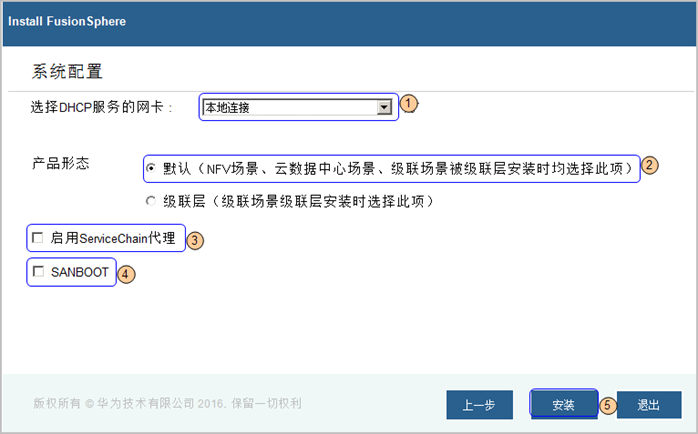 Install FusionSphere
系统配置
选择DHCP服务的网卡： 本地连接 1
产品形态 默认（NFV场景、云数据中心场景、级联场景被级联层安装时均选择此项） 2
级联层（级联场景级联层安装时选择此项）
启用ServiceChain代理 3
SANBOOT 4
版权所有 © 华为技术有限公司 2016. 保留一切权利 上一步 安装 5 退出